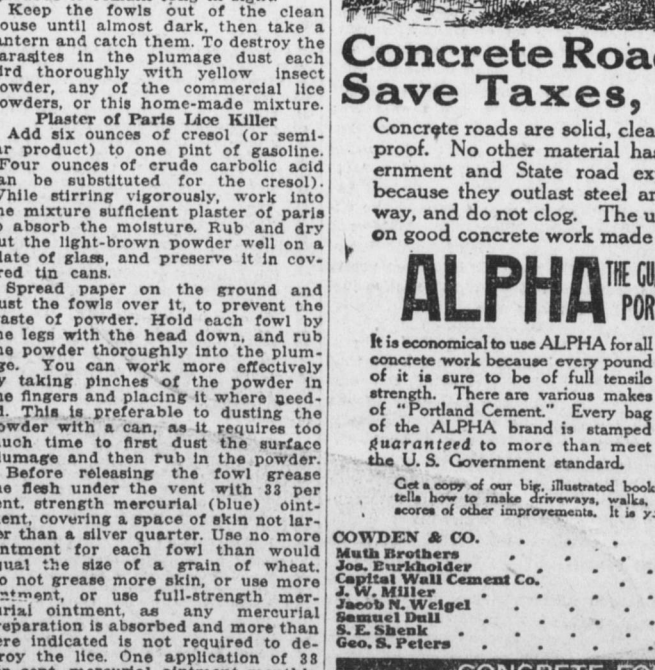 Keep the fowls out of the clean
ouse until almost dark, then take a
antern and catch them. To destroy the
arasites in the plumage dust each
ird thoroughly with yellow insect
owder, any of the commercial lice
owders, or this home-made mixture.
Plaster of Paris Lice Killer
Add six ounces of cresol (or semi-
ar product) to one pint of gasoline.
Four ounces of crude carbolic acid
an be substituted for the cresol).
While stirring vigorously, work into
he mixture sufficient plaster of paris
o absorb the moisture. Rub and dry
ut the light-brown powder well on a
late of glass, and preserve it in cov-
red tin cans.
Spread paper on the ground and
ust the fowls over it, to prevent the
aste of powder. Hold each fowl by
he legs with the head down, and rub
he powder thoroughly into the plum-
ge. You can work more effectively
y taking pinches of the powder in
he fingers and placing it where need-
d. This is preferable to dusting the
owder with a can, as it requires too
uch time to first dust the surface
lumage and then rub in the powder.
Before releasing the fowl grease
he flesh under the vent with 33 per
ent. strength mercurial (blue) oint-
ent, covering a space of skin not lar-
er than a silver quarter. Use no more
intment for each fowl than would
qual the size of a grain of wheat.
o not grease more skin, or use more
intment, or use full-strength mer-
urial ointment, as any mercurial
reparation is absorbed and more than
ere indicated is not required to de-
roy the lice. One application of 33
Concrete Roa
Save Taxes,
Concrete roads are solid, clea
proof. No other material has
ernment and State road ex
because they outlast steel an
way, and do not clog. The u
on good concrete work made
ALPHA THE GU
POR
It is economical to use ALPHA for all
concrete work because every pound
of it is sure to be of full tensile
strength. There are various makes
of "Portland Cement." Every bag
of the ALPHA brand is stamped
guaranteed to more than meet
the U. S. Government standard.
Get a copy of our big, illustrated book
tells how to make driveways, walks,
scores of other improvements. It is y
COWDEN & CO. . . .
Muth Brothers . . .
Jos. Burkholder . . .
Capital Wall Cement Co. . .
J. W. Miller . . .
Jacob N. Weigel . . .
Samuel Dull . . .
S. E. Shenk . . .
Geo. S. Peters . . .